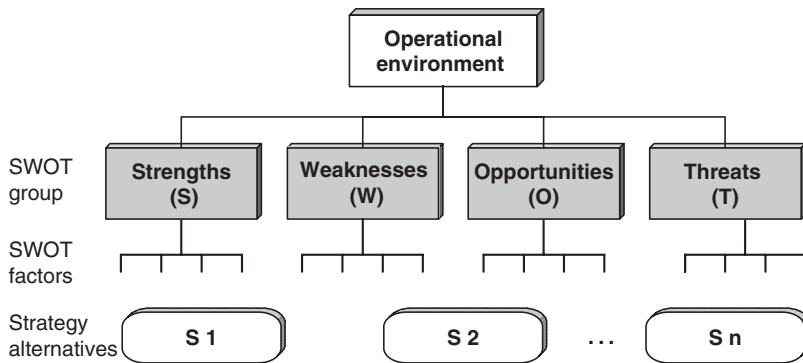 Operational
environment
SWOT
group
Strengths
(S)
Weaknesses
(W)
Opportunities
(O)
Threats
(T)
SWOT
factors
Strategy
alternatives
S 1
S 2
...
S n